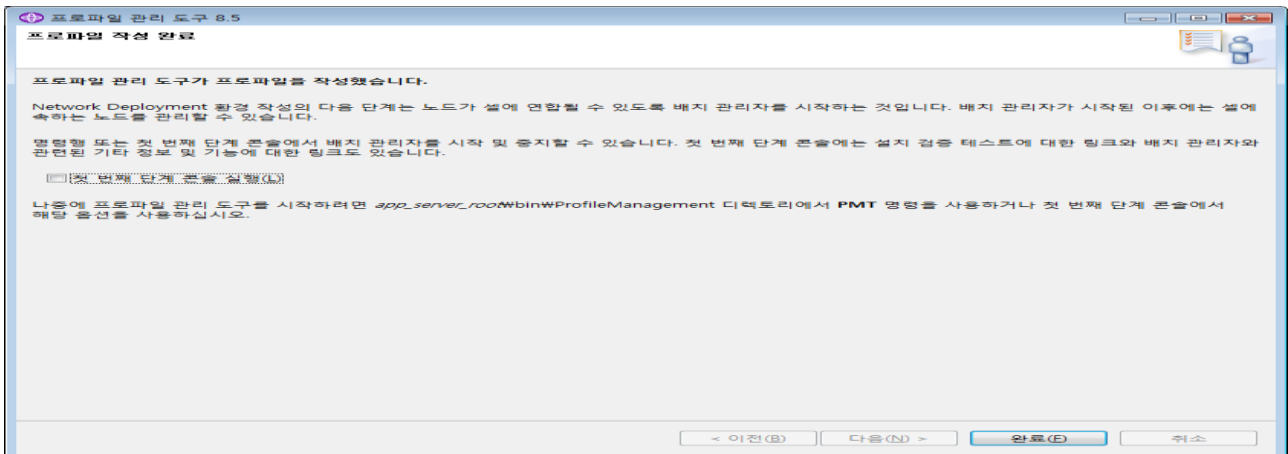 프로파일 관리 도구 8.5
프로파일 작성 완료
프로파일 관리 도구가 프로파일을 작성했습니다.
Network Deployment 환경 작성의 다음 단계는 노드가 셀에 연합될 수 있도록 배치 관리자를 시작하는 것입니다. 배치 관리자가 시작된 이후에는 셀에
속하는 노드를 관리할 수 있습니다.
명령행 또는 첫 번째 단계 콘솔에서 배치 관리자를 시작 및 중지할 수 있습니다. 첫 번째 단계 콘솔에는 설치 검증 테스트에 대한 링크와 배치 관리자와
관련된 기타 정보 및 기능에 대한 링크도 있습니다.
첫 번째 단계 콘솔 실행(L)
나중에 프로파일 관리 도구를 시작하려면 app_server_root₩bin₩ProfileManagement 디렉토리에서 PMT 명령를 사용하거나 첫 번째 단계 콘솔에서
해당 옵션를 사용하십시오.
< 이전(B) 다음(N) > 완료(F) 취소